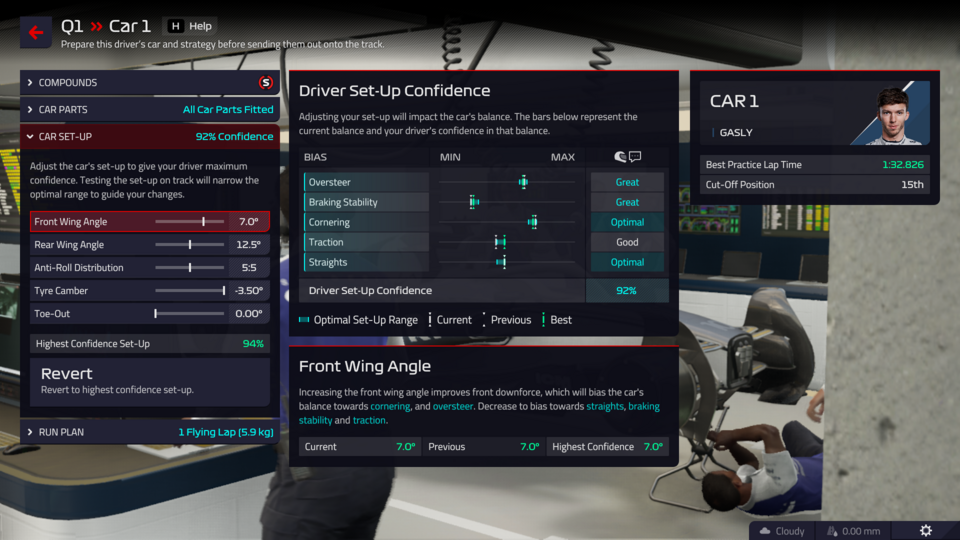 Q1 » Car 1
H Help
Prepare this driver's car and strategy before sending them out onto the track.
COMPOUNDS
S
CAR PARTS
All Car Parts Fitted
CAR SET-UP
92% Confidence
Adjust the car's set-up to give your driver maximum
confidence. Testing the set-up on track will narrow the
optimal range to guide your changes.
Front Wing Angle 7.0°
Rear Wing Angle 12.5°
Anti-Roll Distribution 5:5
Tyre Camber -3.50°
Toe-Out 0.00°
Highest Confidence Set-Up 94%
Revert
Revert to highest confidence set-up.
RUN PLAN
1 Flying Lap (5.9 kg)
Driver Set-Up Confidence
Adjusting your set-up will impact the car's balance. The bars below represent the
current balance and your driver's confidence in that balance.
BIAS MIN MAX
Oversteer Great
Braking Stability Great
Cornering Optimal
Traction Good
Straights Optimal
Driver Set-Up Confidence 92%
Optimal Set-Up Range Current Previous Best
Front Wing Angle
Increasing the front wing angle improves front downforce, which will bias the car's
balance towards cornering, and oversteer. Decrease to bias towards straights, braking
stability and traction.
Current 7.0° Previous 7.0° Highest Confidence 7.0°
CAR 1
GASLY
Best Practice Lap Time 1:32.826
Cut-Off Position 15th
Cloudy 0.00 mm